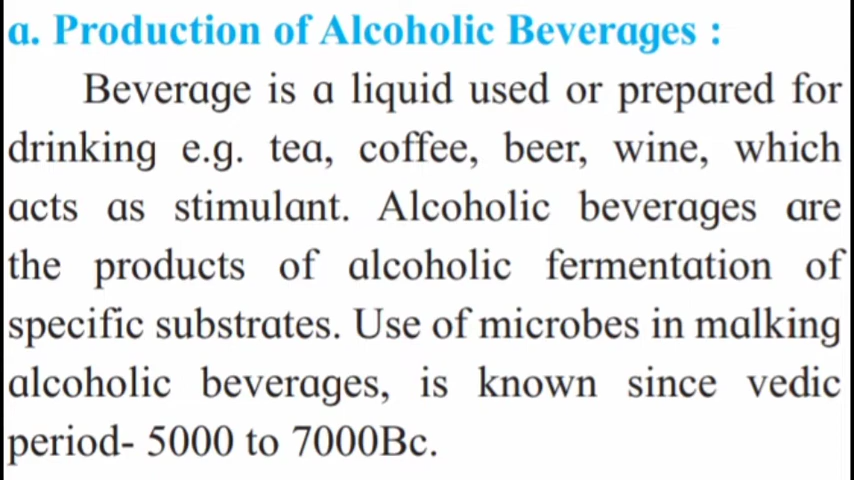 a. Production of Alcoholic Beverages :
Beverage is a liquid used or prepared for
drinking e.g. tea, coffee, beer, wine, which
acts as stimulant. Alcoholic beverages are
the products of alcoholic fermentation of
specific substrates. Use of microbes in malking
alcoholic beverages, is known since vedic
period- 5000 to 7000Bc.